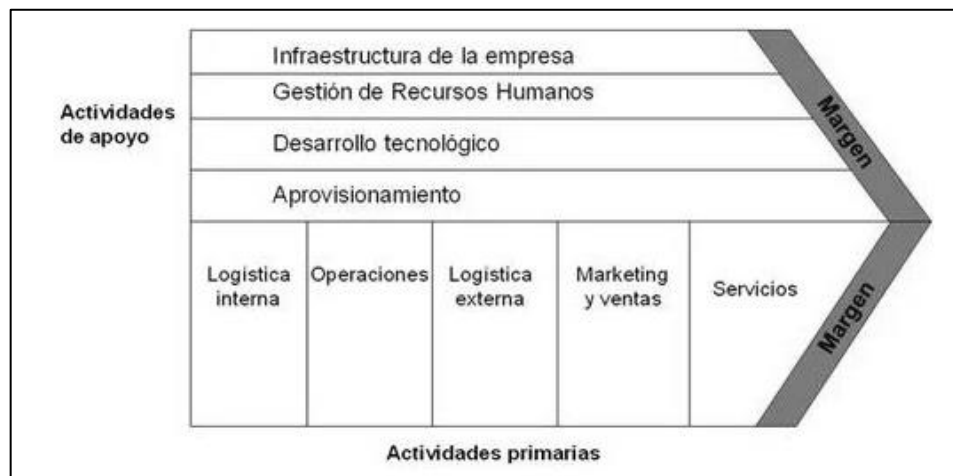 Infraestructura de la empresa
Gestión de Recursos Humanos
Actividades
de apoyo
Desarrollo tecnológico
Aprovisionamiento
Margen
Logística
interna
Operaciones
Logística
externa
Marketing
y ventas
Servicios
Margen
Actividades primarias